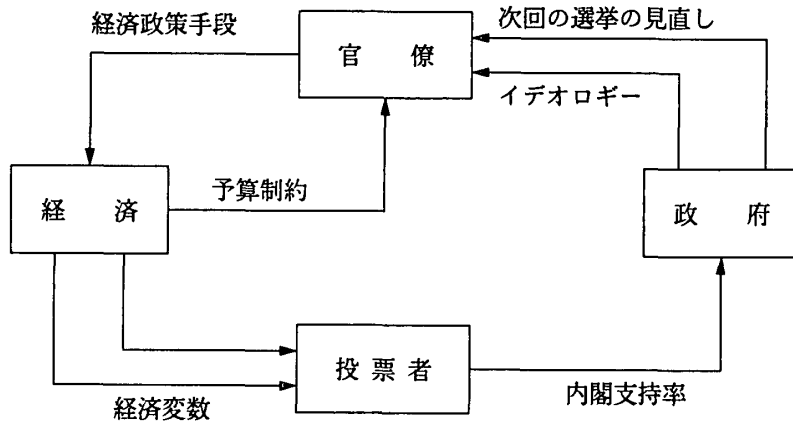 次回の選挙の見直し
経済政策手段
官 僚
イデオロギー
予算制約
経 済
政 府
投 票 者
経済変数
内閣支持率